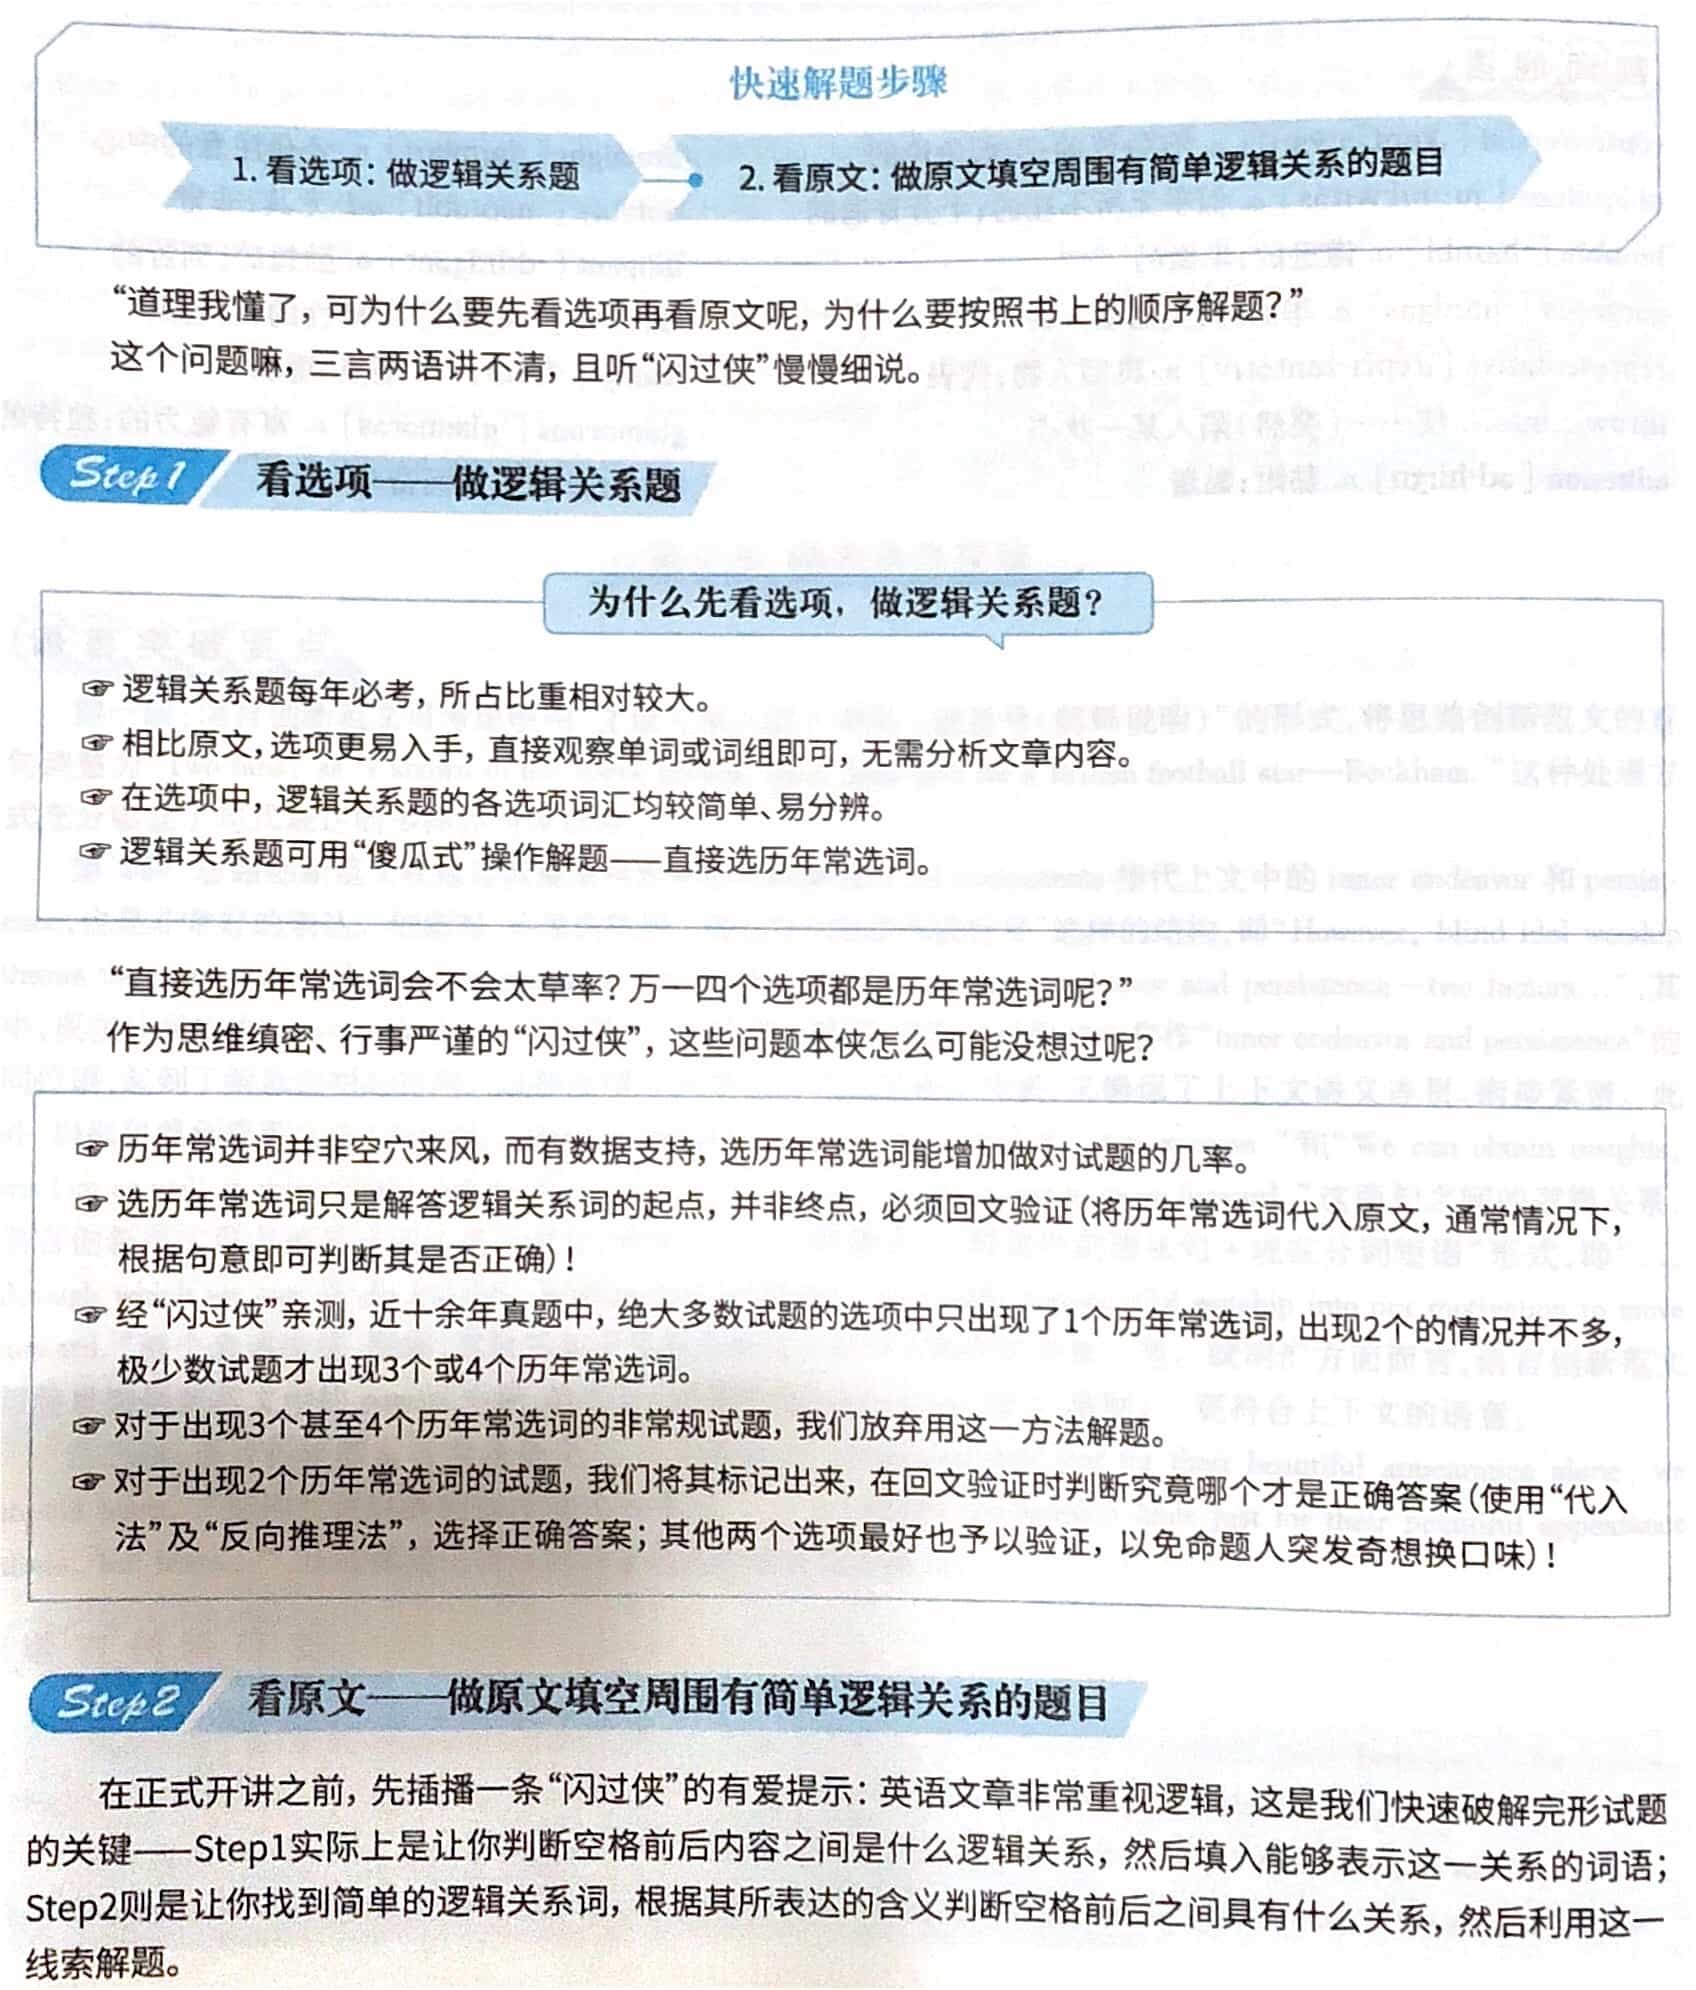 快速解题步骤
1. 看选项：做逻辑关系题
2. 看原文：做原文填空周围有简单逻辑关系的题目
“道理我懂了，可为什么要先看选项再看原文呢，为什么要按照书上的顺序解题？”
这个问题嘛，三言两语讲不清，且听“闪过侠”慢慢细说。
Step1 看选项——做逻辑关系题
为什么先看选项，做逻辑关系题？
☞ 逻辑关系题每年必考，所占比重相对较大。
☞ 相比原文，选项更易入手，直接观察单词或词组即可，无需分析文章内容。
☞ 在选项中，逻辑关系题的各选项词汇均较简单、易分辨。
☞ 逻辑关系题可用“傻瓜式”操作解题——直接选历年常选词。
“直接选历年常选词会不会太草率？万一四个选项都是历年常选词呢？”
作为思维缜密、行事严谨的“闪过侠”，这些问题本侠怎么可能没想过呢？
☞ 历年常选词并非空穴来风，而有数据支持，选历年常选词能增加做对试题的几率。
☞ 选历年常选词只是解答逻辑关系词的起点，并非终点，必须回文验证（将历年常选词代入原文，通常情况下，
根据句意即可判断其是否正确）！
☞ 经“闪过侠”亲测，近十余年真题中，绝大多数试题的选项中只出现了1个历年常选词，出现2个的情况并不多，
极少数试题才出现3个或4个历年常选词。
☞ 对于出现3个甚至4个历年常选词的非常规试题，我们放弃用这一方法解题。
☞ 对于出现2个历年常选词的试题，我们将其标记出来，在回文验证时判断究竟哪个才是正确答案（使用“代入
法”及“反向推理法”，选择正确答案；其他两个选项最好也予以验证，以免命题人突发奇想换口味）！
Step2 看原文——做原文填空周围有简单逻辑关系的题目
在正式开讲之前，先插播一条“闪过侠”的有爱提示：英语文章非常重视逻辑，这是我们快速破解完形试题
的关键——Step1实际上是让你判断空格前后内容之间是什么逻辑关系，然后填入能够表示这一关系的词语；
Step2则是让你找到简单的逻辑关系词，根据其所表达的含义判断空格前后之间具有什么关系，然后利用这一
线索解题。